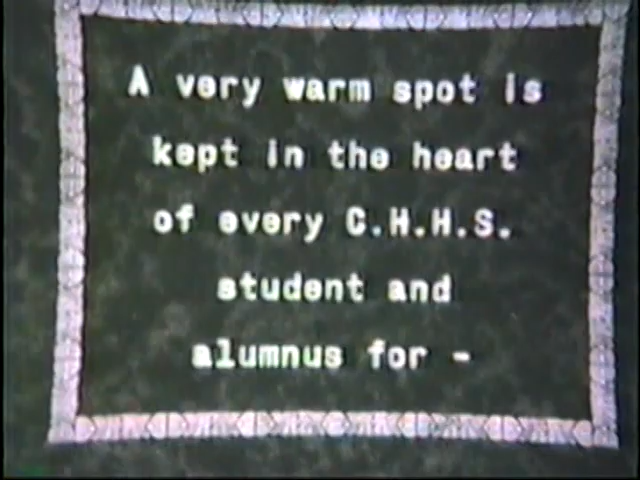 A very warm spot is
kept in the heart
of every C.H.H.S.
student and
alumnus for -